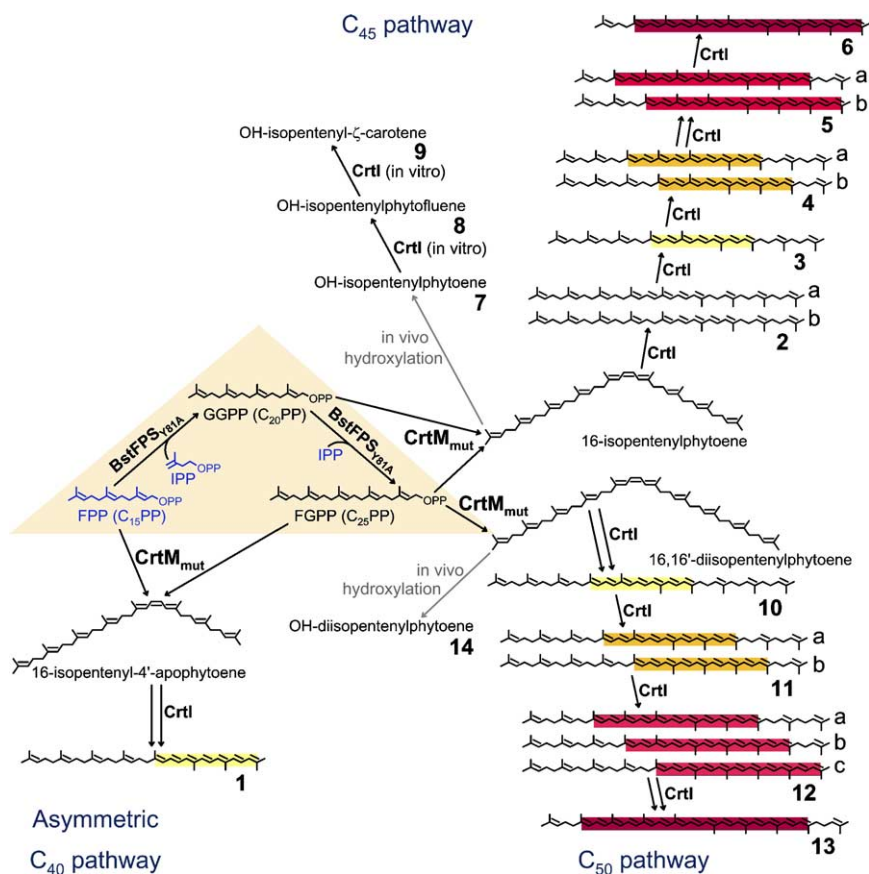 C45 pathway
6
CrtI
a
b
5
CrtI
a
b
4
CrtI
3
CrtI
a
b
2
CrtI
16-isopentenylphytoene
OH-isopentenyl-ζ-carotene
9
CrtI (in vitro)
OH-isopentenylphytofluene
8
CrtI (in vitro)
OH-isopentenylphytoene
7
in vivo
hydroxylation
OPP
GGPP (C20PP)
BstFPSY81A
BstFPSY81A
OPP
IPP
IPP
OPP
FPP (C15PP)
OPP
FGPP (C25PP)
CrtMmut
CrtMmut
CrtMmut
16-isopentenyl-4'-apophytoene
CrtI
1
Asymmetric
C40 pathway
in vivo
hydroxylation
OH-diisopentenylphytoene
14
16,16'-diisopentenylphytoene
CrtI
10
CrtI
a
b
11
CrtI
a
b
c
12
CrtI
13
C50 pathway